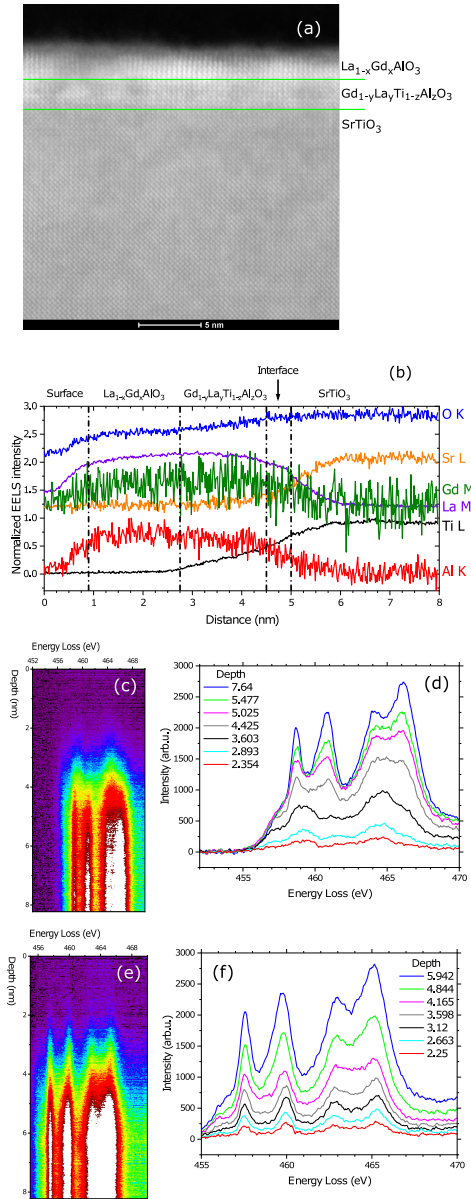 (a)
La1-xGdxAlO3
Gd1-yLayTi1-zAlzO3
SrTiO3
5 nm
Interface
(b)
Surface La1-xGdxAlO3 Gd1-yLayTi1-zAlzO3 SrTiO3
Normalized EELS intensity
3,0
2,5
2,0
1,5
1,0
0,5
0,0
O K
Sr L
Gd M
La M
Ti L
Al K
0 1 2 3 4 5 6 7 8
Distance (nm)
Energy Loss (eV)
452 456 460 464 468
Depth (nm)
0
2
4
6
8
(c)
(d)
Depth
7.64
5.477
5.025
4.425
3.603
2.893
2.354
Intensity (arb.u.)
3000
2500
2000
1500
1000
500
0
455 460 465 470
Energy Loss (eV)
Energy Loss (eV)
456 460 464 468
Depth (nm)
0
2
4
6
8
(e)
(f)
Depth
5.942
4.844
4.165
3.598
3.12
2.663
2.25
Intensity (arb.u.)
3000
2500
2000
1500
1000
500
0
455 460 465 470
Energy Loss (eV)